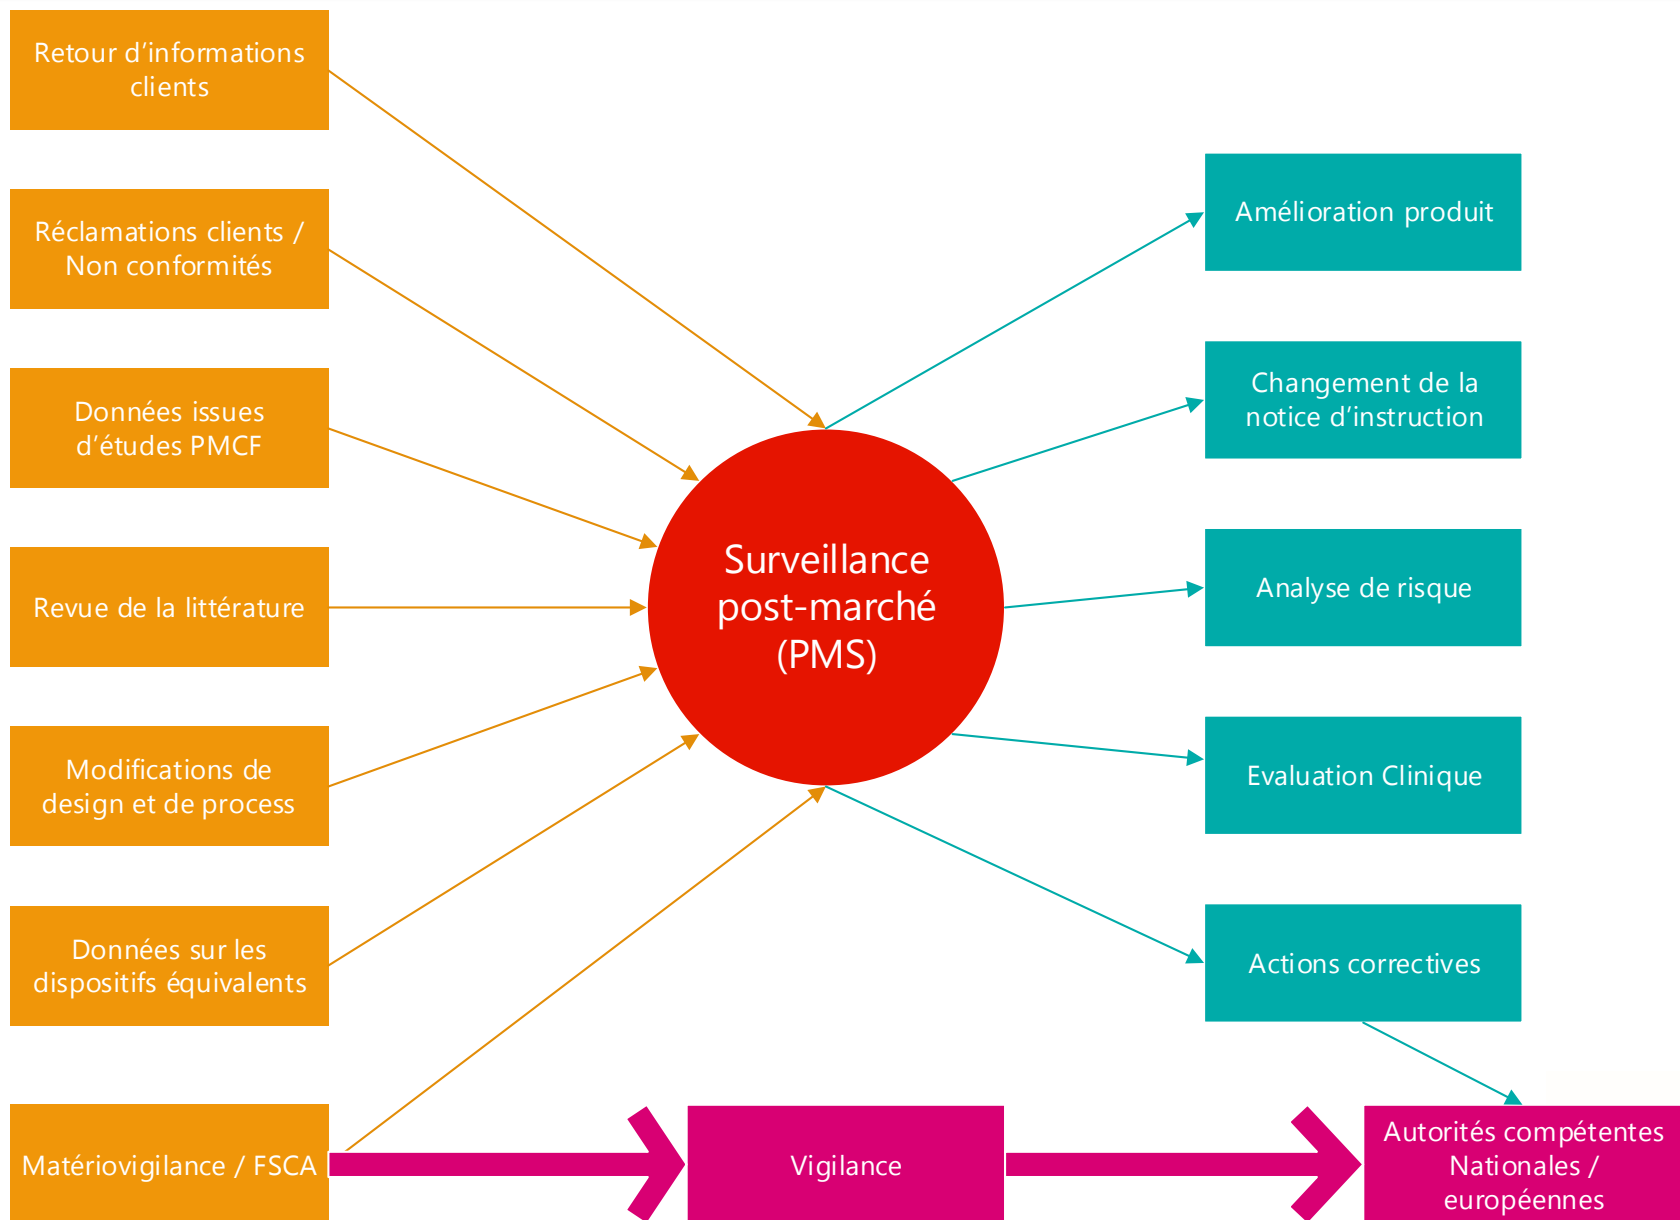 Retour d'informations
clients
Réclamations clients /
Non conformités
Données issues
d'études PMCF
Revue de la littérature
Modifications de
design et de process
Données sur les
dispositifs équivalents
Matériovigilance / FSCA
Surveillance
post-marché
(PMS)
Amélioration produit
Changement de la
notice d'instruction
Analyse de risque
Evaluation Clinique
Actions correctives
Vigilance
Autorités compétentes
Nationales /
européennes